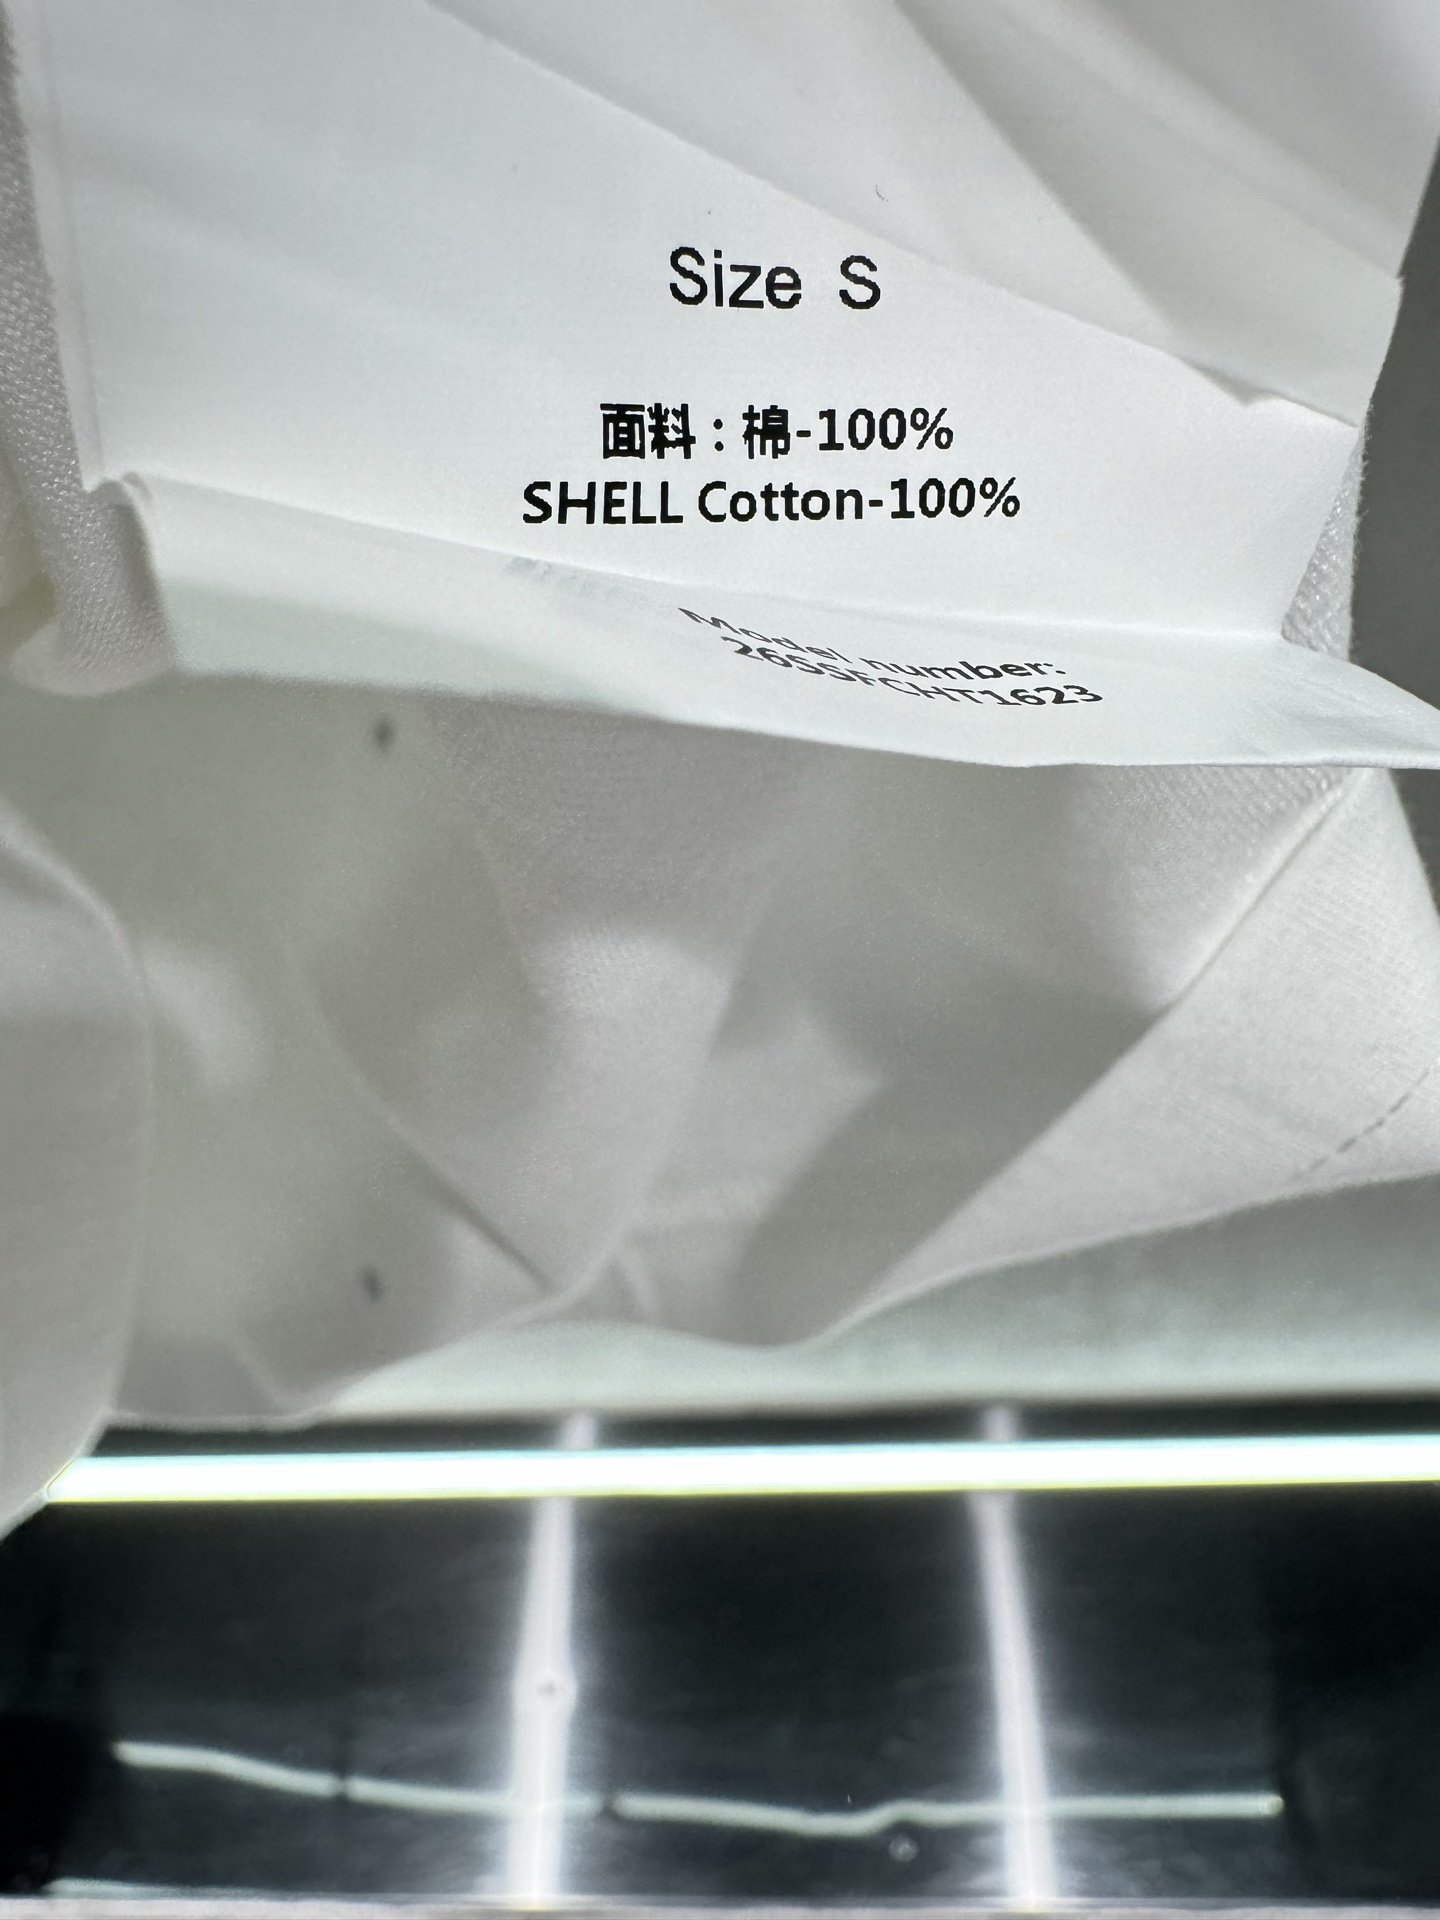 Size S
面料：棉-100%
SHELL Cotton-100%
Model number:
26SSFCHT1623